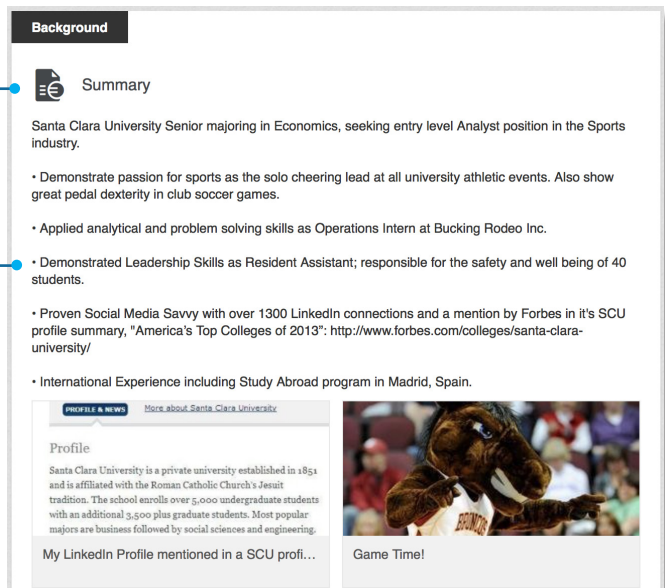 Background
Summary
Santa Clara University Senior majoring in Economics, seeking entry level Analyst position in the Sports
industry.
• Demonstrate passion for sports as the solo cheering lead at all university athletic events. Also show
great pedal dexterity in club soccer games.
• Applied analytical and problem solving skills as Operations Intern at Bucking Rodeo Inc.
• Demonstrated Leadership Skills as Resident Assistant; responsible for the safety and well being of 40
students.
• Proven Social Media Savvy with over 1300 LinkedIn connections and a mention by Forbes in it's SCU
profile summary, "America's Top Colleges of 2013": http://www.forbes.com/colleges/santa-clara-
university/
• International Experience including Study Abroad program in Madrid, Spain.
PROFILE & NEWS More about Santa Clara University
Profile
Santa Clara University is a private university established in 1851
and is affiliated with the Roman Catholic Church's Jesuit
tradition. The school enrolls over 5,000 undergraduate students
with an additional 3,500 plus graduate students. Most popular
majors are business followed by social sciences and engineering.
BRONCOS
My LinkedIn Profile mentioned in a SCU profi...
Game Time!